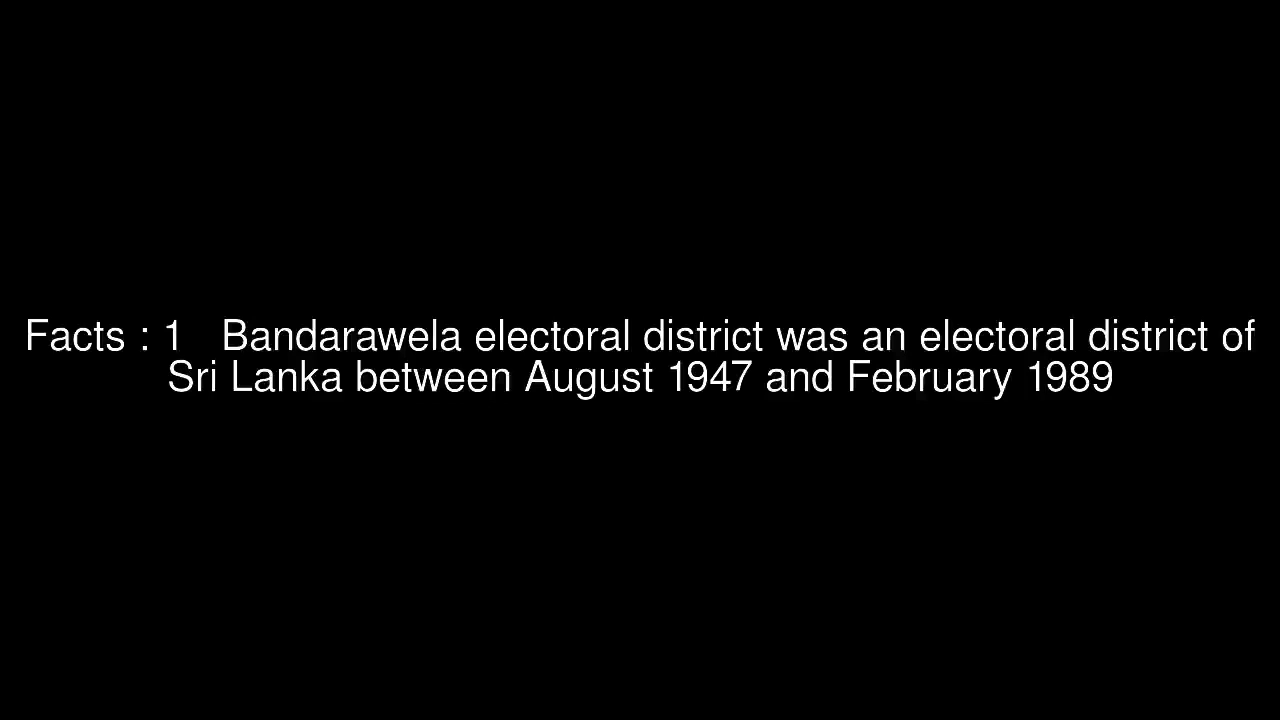 Facts : 1   Bandarawela electoral district was an electoral district of
Sri Lanka between August 1947 and February 1989